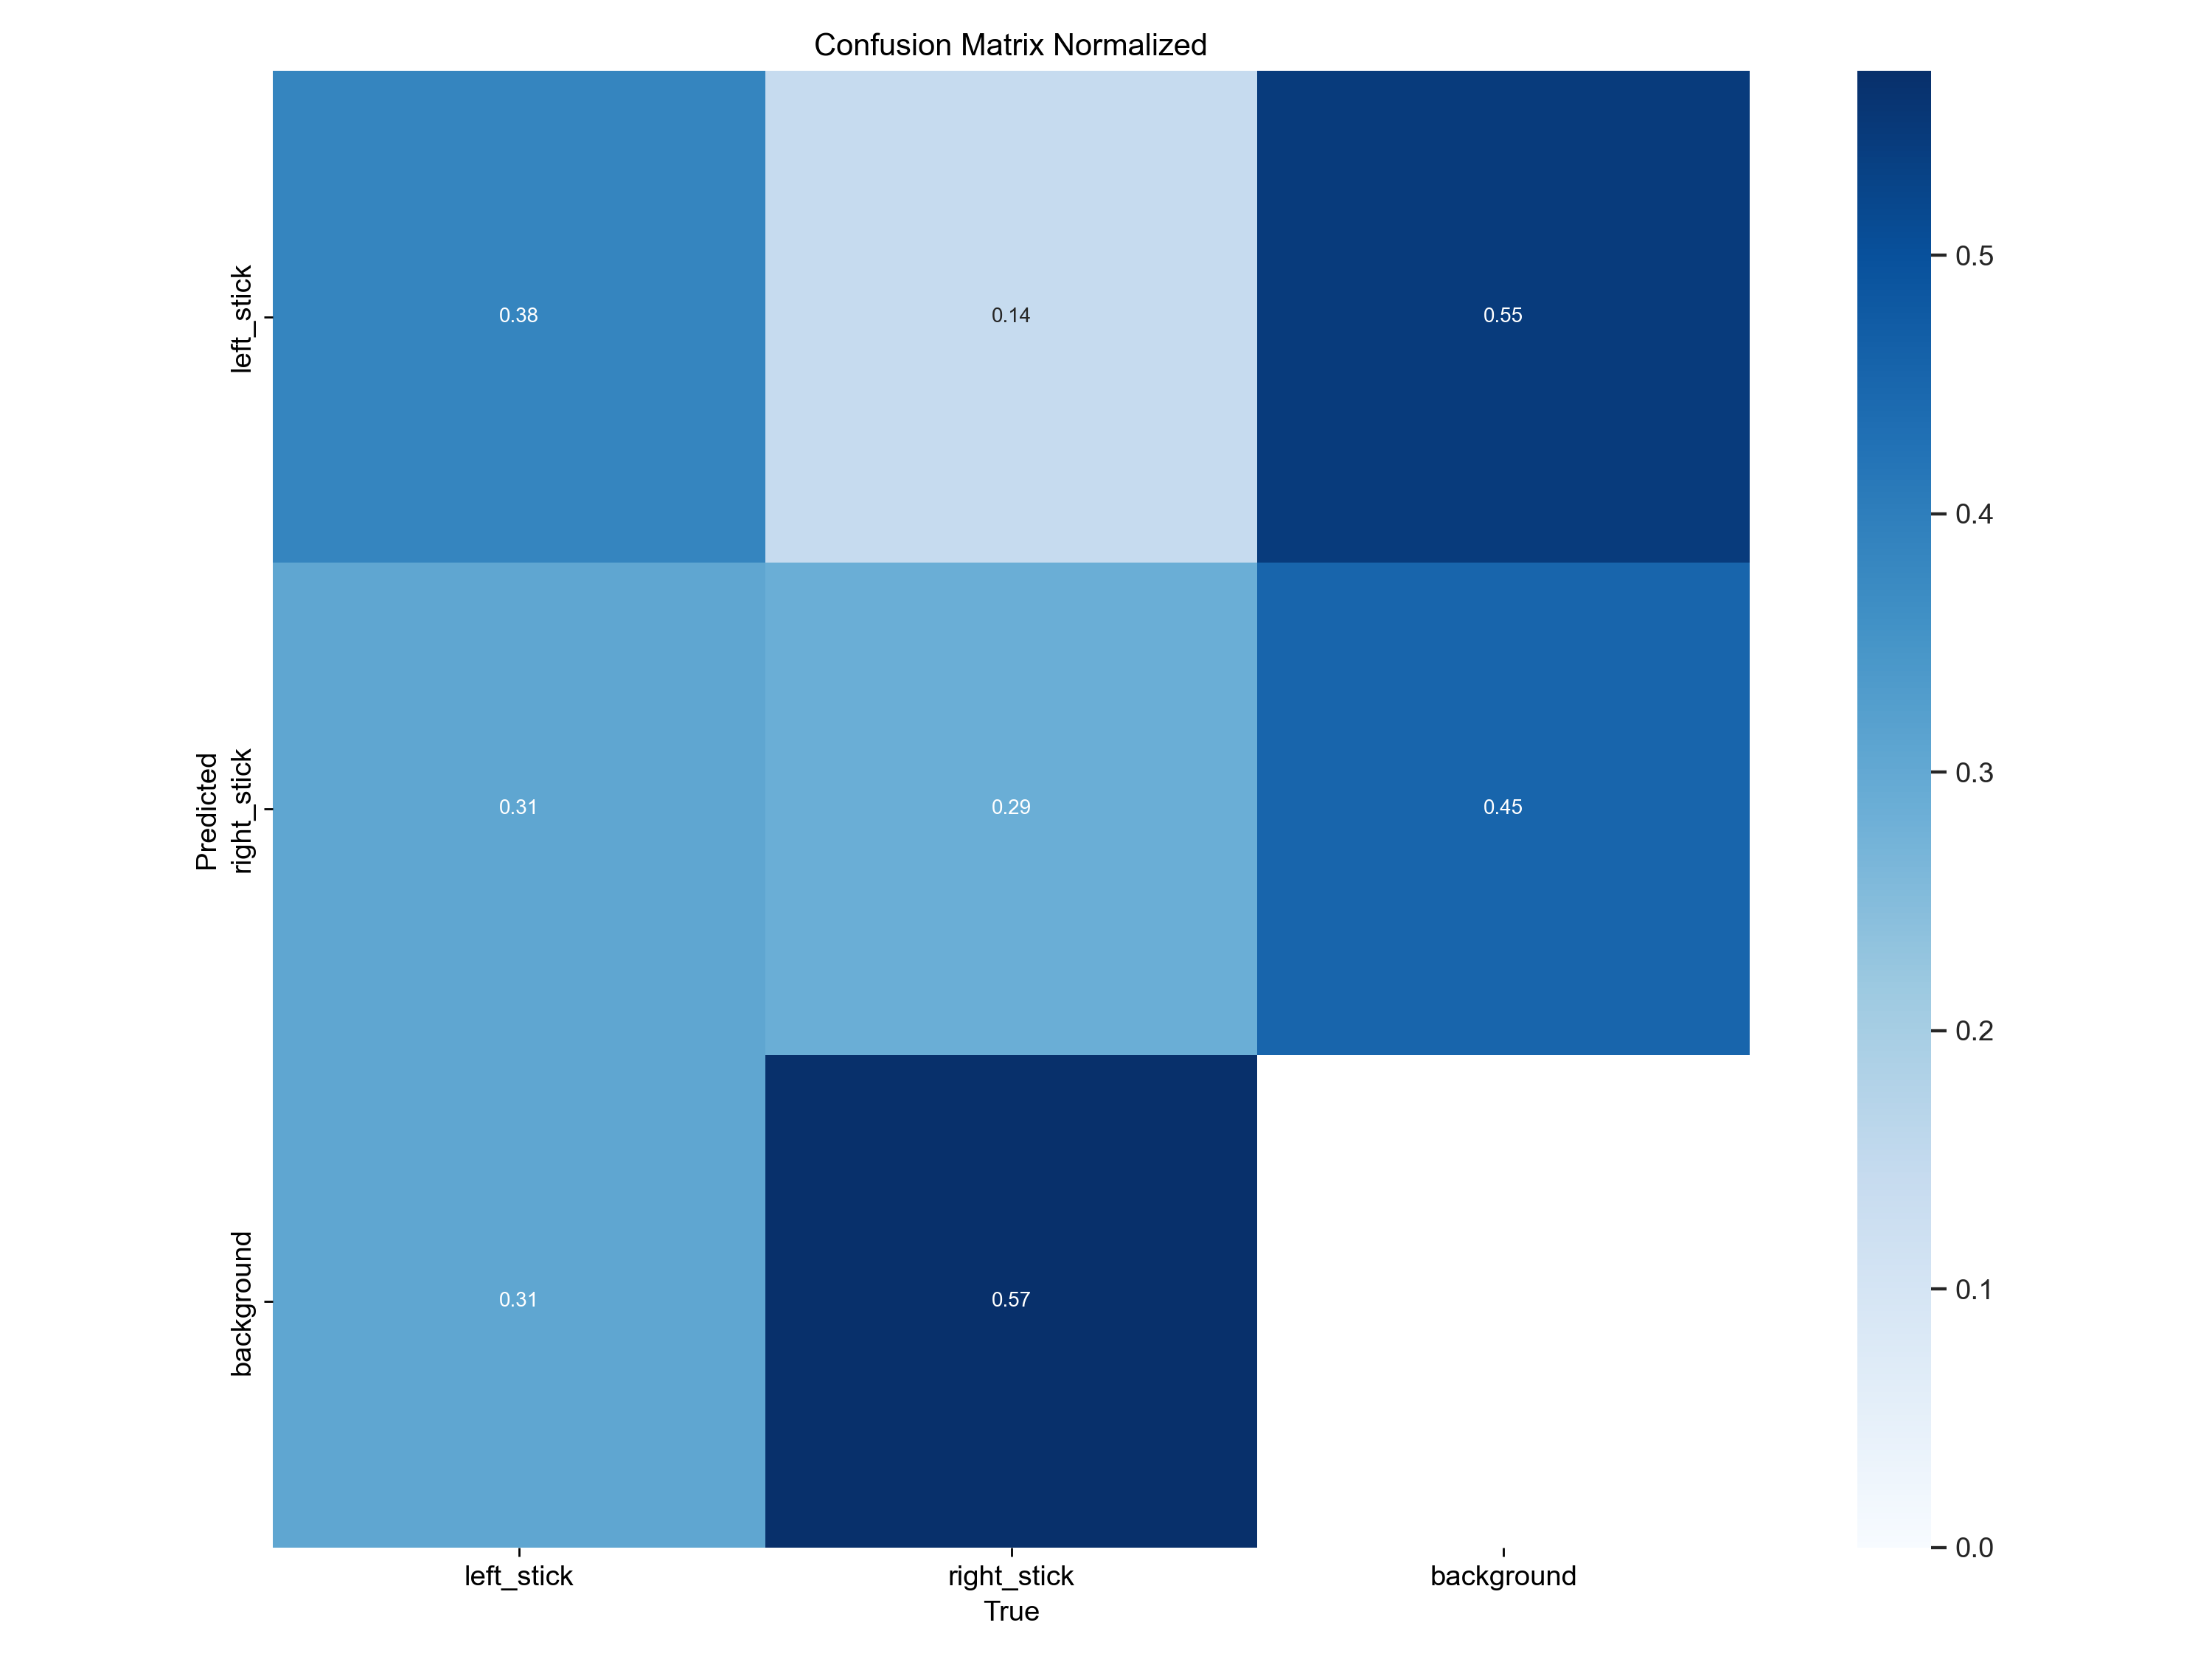 Confusion Matrix Normalized
left_stick
0.38
0.14
0.55
0.5
0.4
Predicted
right_stick
0.31
0.29
0.45
0.3
0.2
background
0.31
0.57
0.1
0.0
left_stick
right_stick
background
True